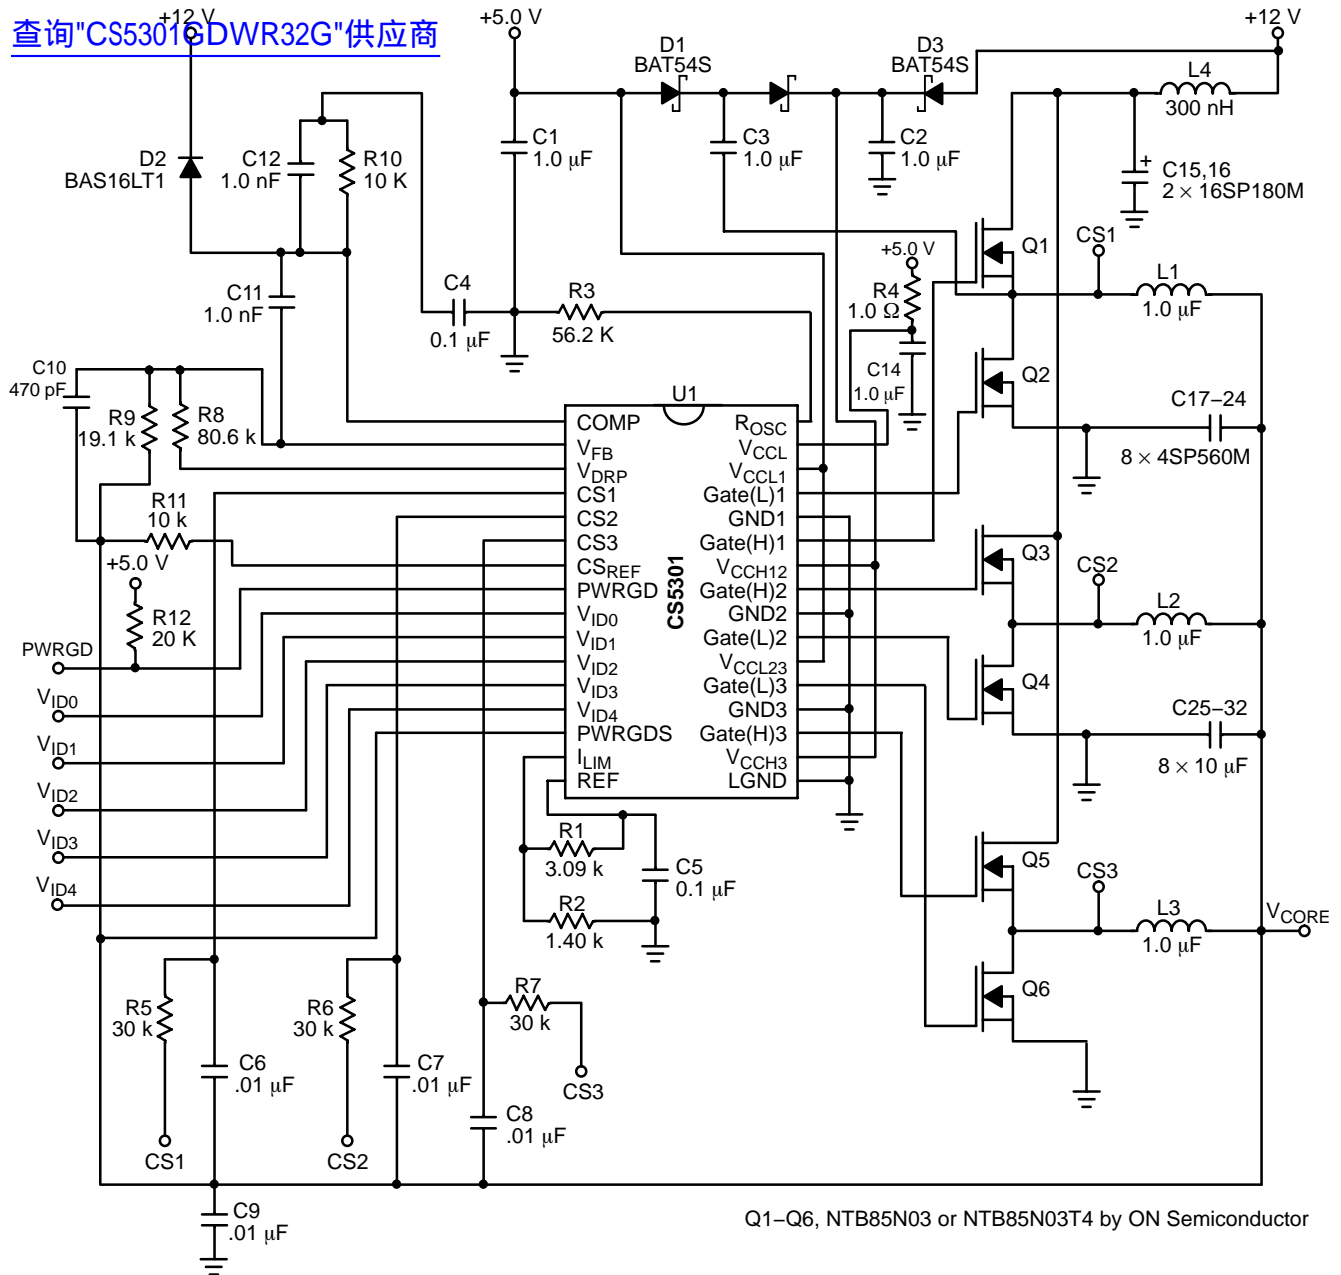 查询"CS5301GDWR32G"供应商
+12 V
+5.0 V
+12 V
D1
BAT54S
D3
BAT54S
L4
300 nH
D2
BAS16LT1
C12
1.0 nF
R10
10 K
C1
1.0 μF
C3
1.0 μF
C2
1.0 μF
+
C15,16
2 × 16SP180M
Q1
CS1
+5.0 V
C11
1.0 nF
C4
0.1 μF
R3
56.2 K
R4
1.0 Ω
L1
1.0 μF
C10
470 pF
R9
19.1 k
R8
80.6 k
C14
1.0 μF
Q2
C17–24
8 × 4SP560M
U1
CS5301
COMP
VFB
VDRP
CS1
CS2
CS3
CSREF
PWRGD
VID0
VID1
VID2
VID3
VID4
PWRGDS
ILIM
REF
ROSC
VCCL
VCCL1
Gate(L)1
GND1
Gate(H)1
VCCH12
Gate(H)2
GND2
Gate(L)2
VCCL23
Gate(L)3
GND3
Gate(H)3
VCCH3
LGND
R11
10 k
+5.0 V
R12
20 K
PWRGD
VID0
VID1
VID2
VID3
VID4
Q3
CS2
L2
1.0 μF
Q4
C25–32
8 × 10 μF
R1
3.09 k
C5
0.1 μF
R2
1.40 k
Q5
CS3
L3
1.0 μF
VCORE
Q6
R5
30 k
R6
30 k
R7
30 k
C6
.01 μF
C7
.01 μF
CS3
C8
.01 μF
CS1
CS2
C9
.01 μF
Q1–Q6, NTB85N03 or NTB85N03T4 by ON Semiconductor